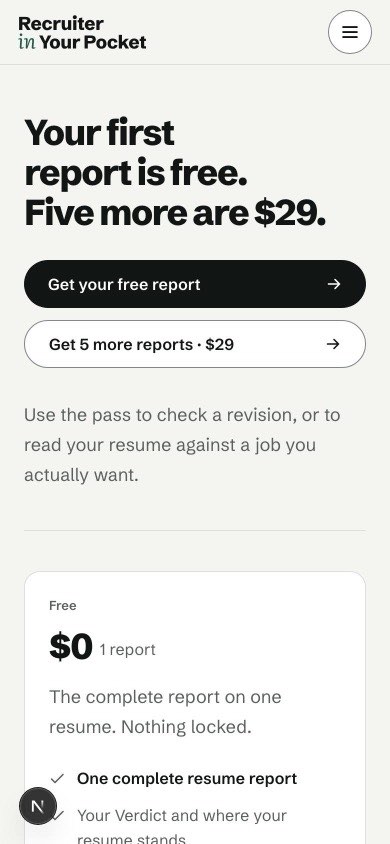 Recruiter
in Your Pocket
Your first
report is free.
Five more are $29.
Get your free report →
Get 5 more reports · $29 →
Use the pass to check a revision, or to
read your resume against a job you
actually want.
Free
$0 1 report
The complete report on one
resume. Nothing locked.
One complete resume report
Your Verdict and where your
resume stands
N